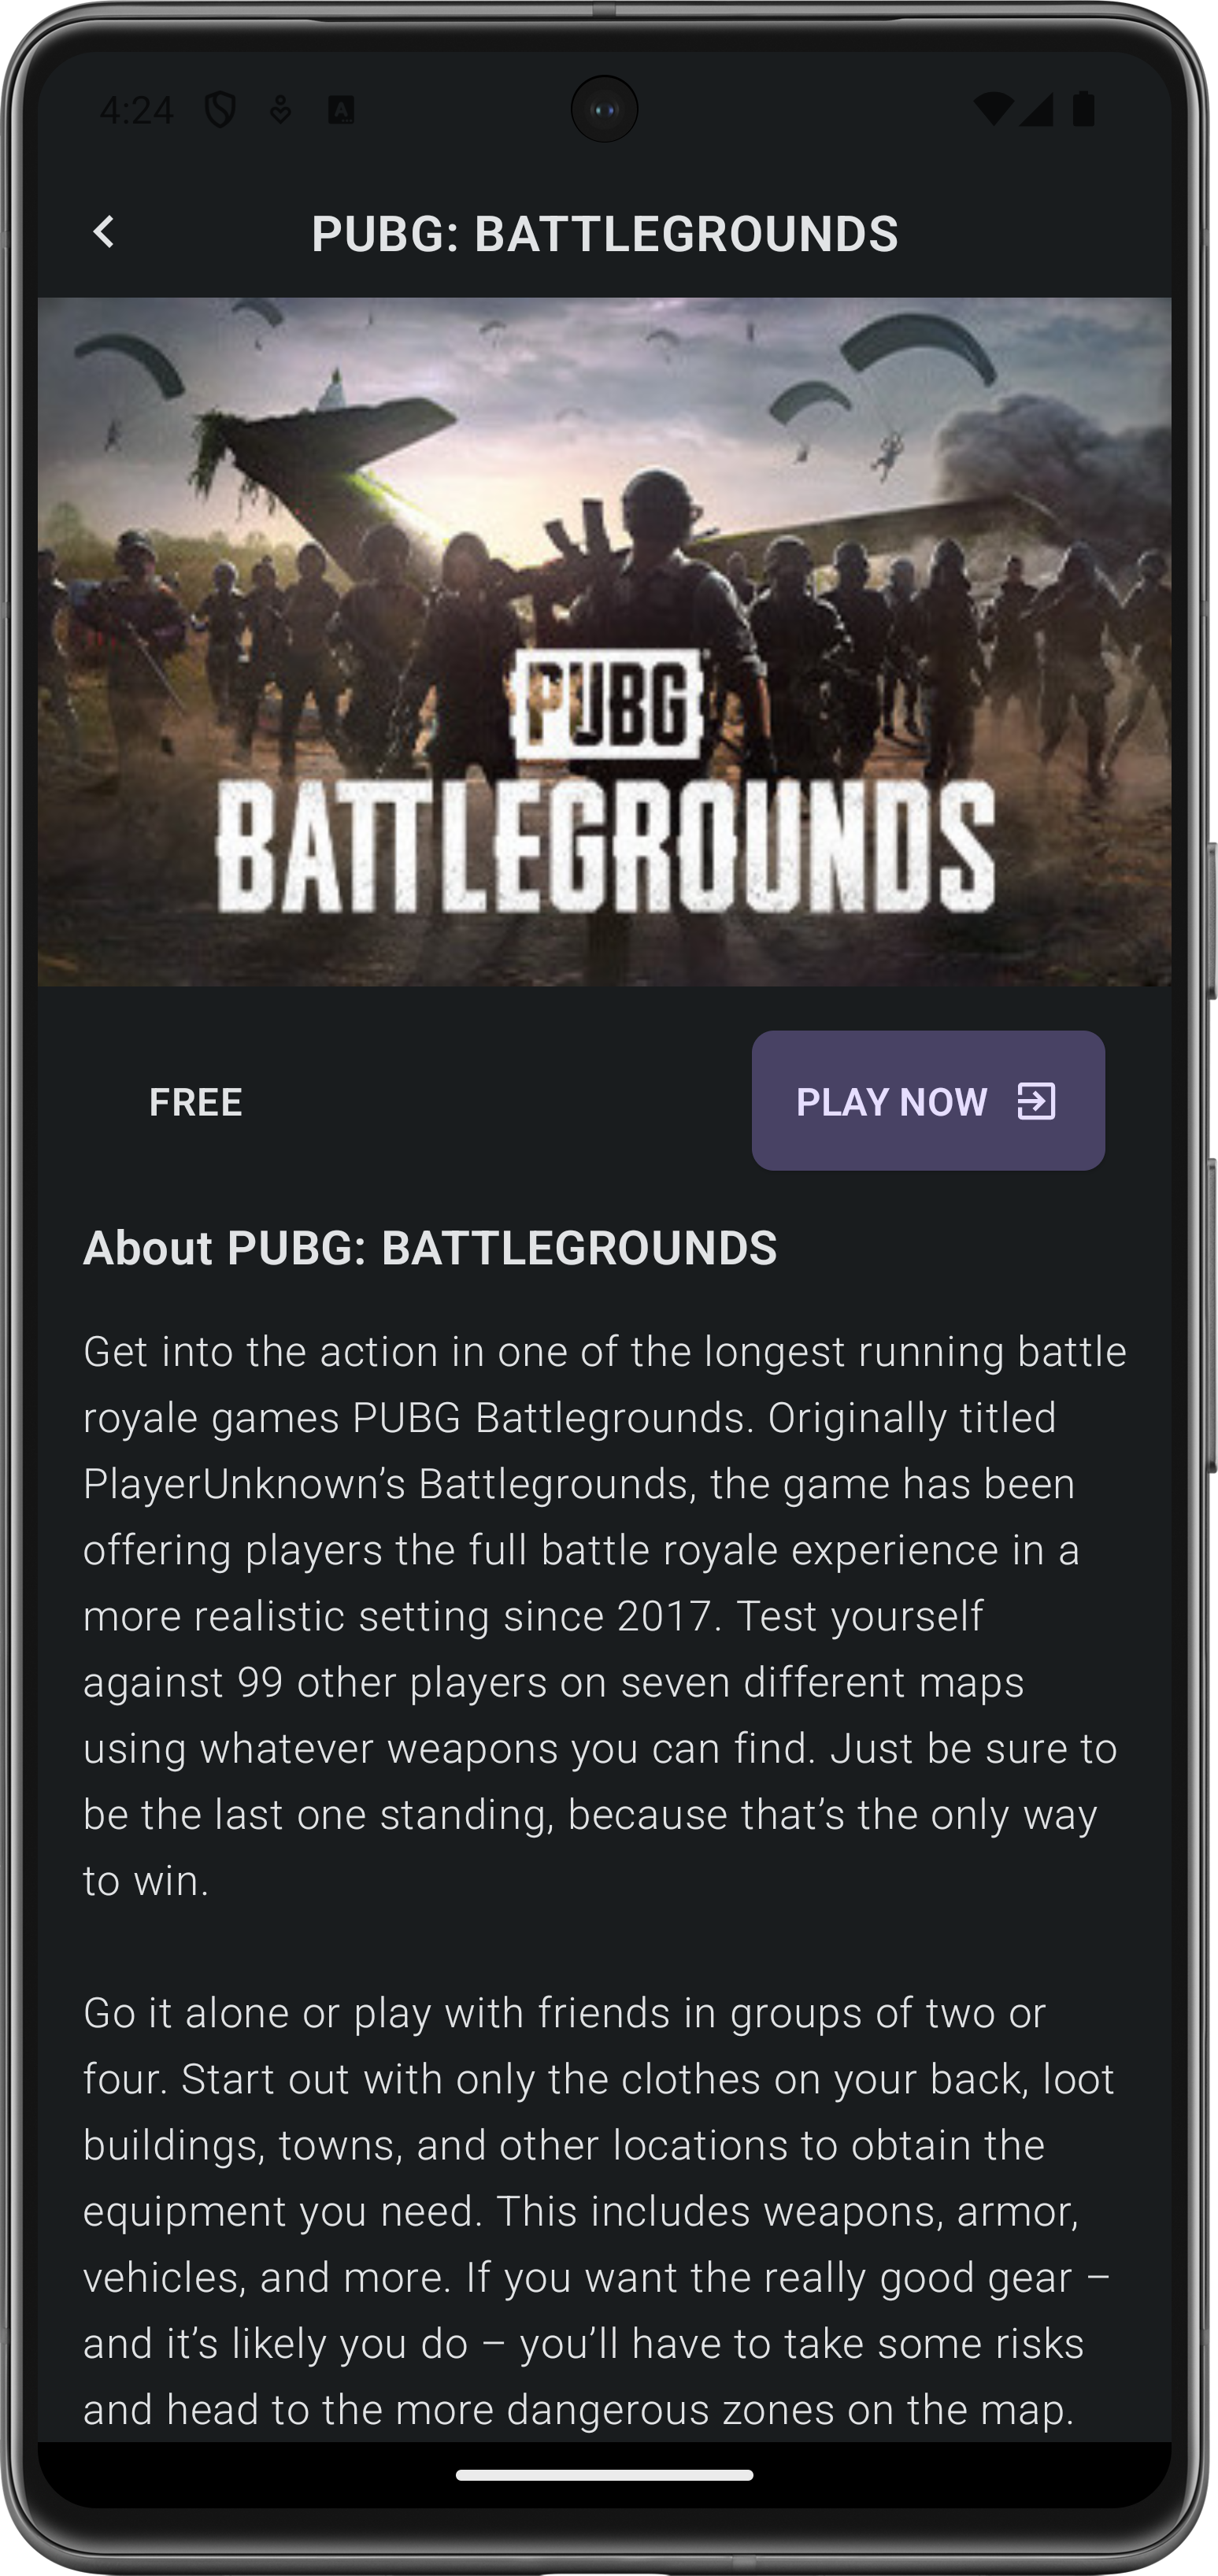 4:24
PUBG: BATTLEGROUNDS
PUBG
BATTLEGROUNDS
FREE
PLAY NOW
About PUBG: BATTLEGROUNDS
Get into the action in one of the longest running battle
royale games PUBG Battlegrounds. Originally titled
PlayerUnknown’s Battlegrounds, the game has been
offering players the full battle royale experience in a
more realistic setting since 2017. Test yourself
against 99 other players on seven different maps
using whatever weapons you can find. Just be sure to
be the last one standing, because that’s the only way
to win.
Go it alone or play with friends in groups of two or
four. Start out with only the clothes on your back, loot
buildings, towns, and other locations to obtain the
equipment you need. This includes weapons, armor,
vehicles, and more. If you want the really good gear –
and it’s likely you do – you’ll have to take some risks
and head to the more dangerous zones on the map.